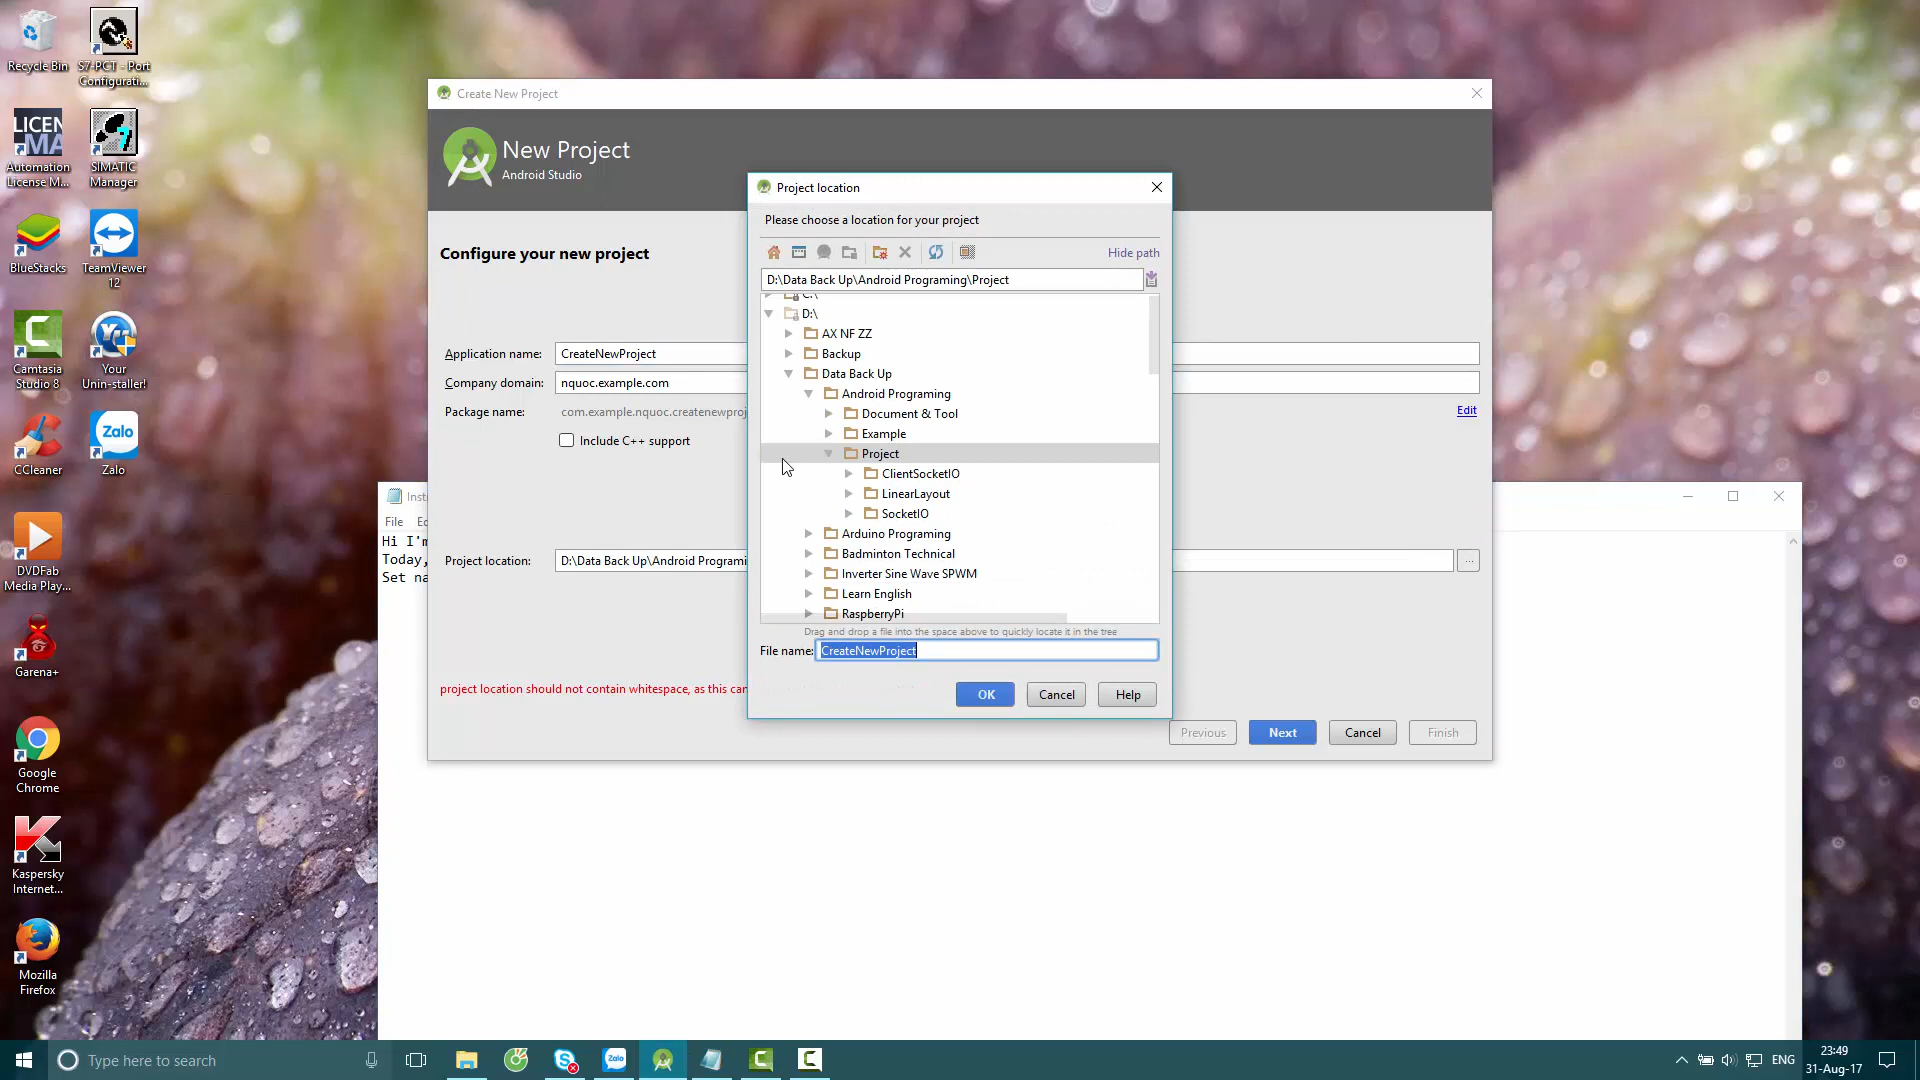 Recycle Bin
S7-PCT - Port
Configurati...
Automation
License M...
SIMATIC
Manager
BlueStacks
TeamViewer
12
Camtasia
Studio 8
Your
Unin-staller!
CCleaner
Zalo
DVDFab
Media Play...
Garena+
Google
Chrome
Kaspersky
Internet...
Mozilla
Firefox
Create New Project
New Project
Android Studio
Configure your new project
Application name:
CreateNewProject
Company domain:
nquoc.example.com
Package name:
com.example.nquoc.createnewproj
Edit
Include C++ support
Project location:
D:\Data Back Up\Android Programi
...
project location should not contain whitespace, as this can
Previous
Next
Cancel
Finish
Project location
Please choose a location for your project
Hide path
D:\Data Back Up\Android Programing\Project
C:\
D:\
AX NF ZZ
Backup
Data Back Up
Android Programing
Document & Tool
Example
Project
ClientSocketIO
LinearLayout
SocketIO
Arduino Programing
Badminton Technical
Inverter Sine Wave SPWM
Learn English
RaspberryPi
Drag and drop a file into the space above to quickly locate it in the tree
File name:
CreateNewProject
OK
Cancel
Help
Inst
File
Ed
Hi I'm
Today,
Set na
Type here to search
ENG
23:49
31-Aug-17